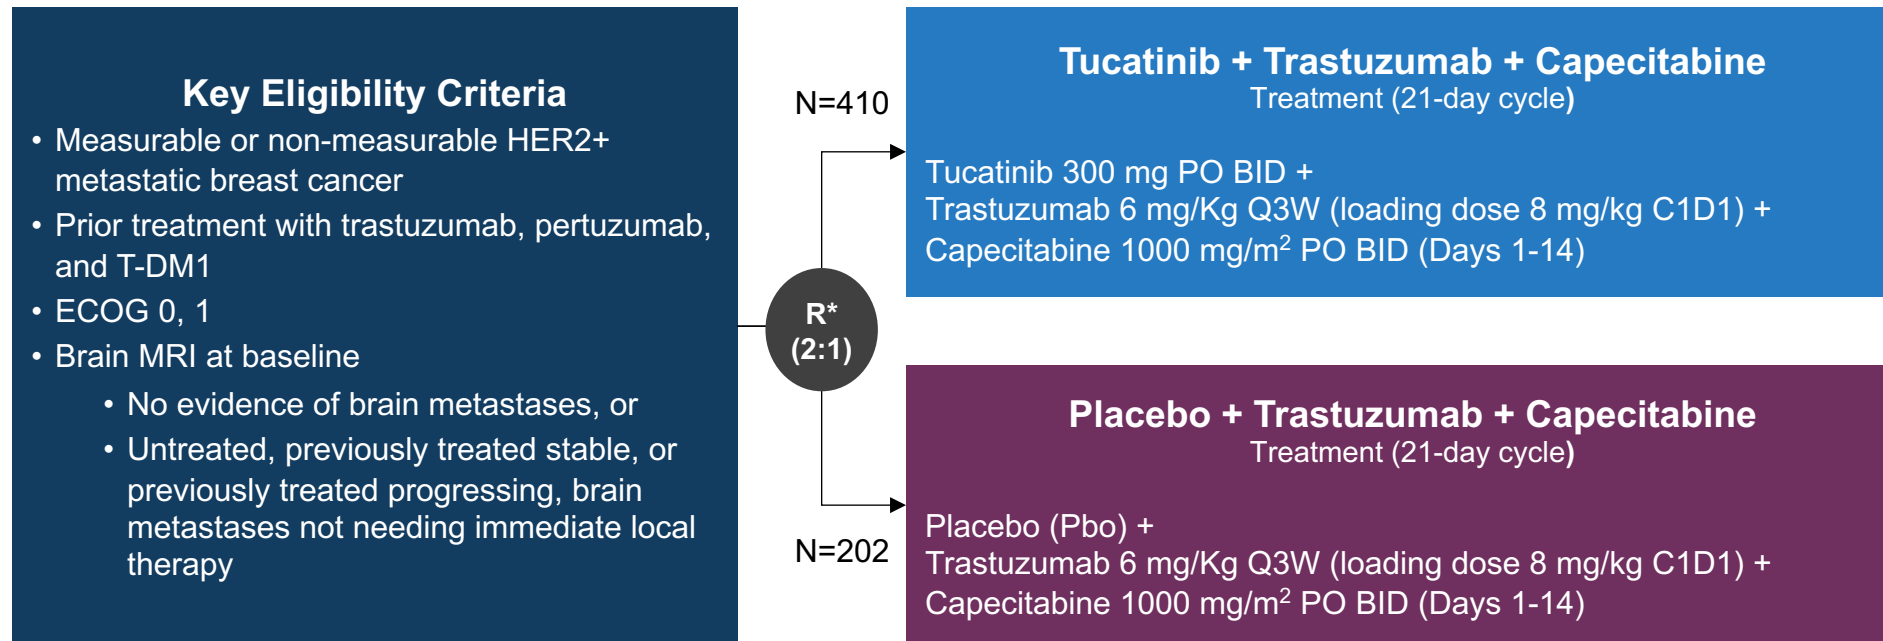 Key Eligibility Criteria
• Measurable or non-measurable HER2+
metastatic breast cancer
• Prior treatment with trastuzumab, pertuzumab,
and T-DM1
• ECOG 0, 1
• Brain MRI at baseline
• No evidence of brain metastases, or
• Untreated, previously treated stable, or
previously treated progressing, brain
metastases not needing immediate local
therapy
R*
(2:1)
N=410
Tucatinib + Trastuzumab + Capecitabine
Treatment (21-day cycle)
Tucatinib 300 mg PO BID +
Trastuzumab 6 mg/Kg Q3W (loading dose 8 mg/kg C1D1) +
Capecitabine 1000 mg/m² PO BID (Days 1-14)
N=202
Placebo + Trastuzumab + Capecitabine
Treatment (21-day cycle)
Placebo (Pbo) +
Trastuzumab 6 mg/Kg Q3W (loading dose 8 mg/kg C1D1) +
Capecitabine 1000 mg/m² PO BID (Days 1-14)